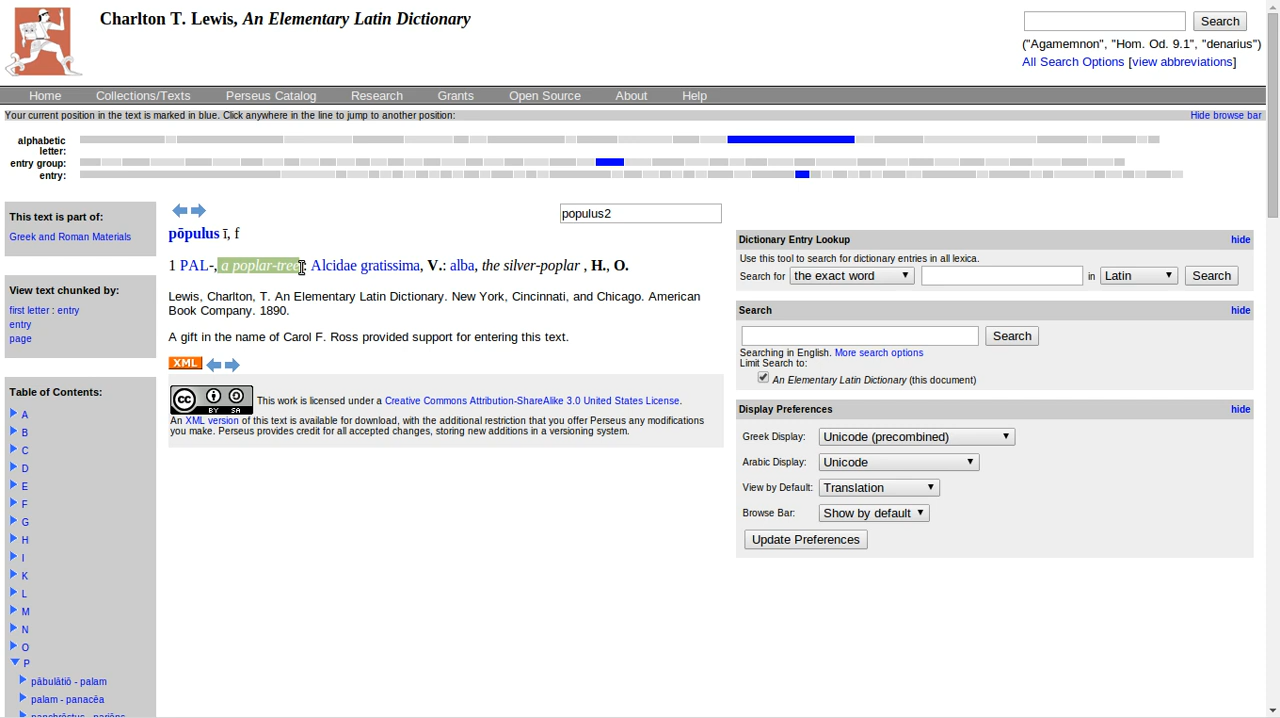 Charlton T. Lewis, An Elementary Latin Dictionary
Search
("Agamemnon", "Hom. Od. 9.1", "denarius")
All Search Options [view abbreviations]
Home Collections/Texts Perseus Catalog Research Grants Open Source About Help
Your current position in the text is marked in blue. Click anywhere in the line to jump to another position:
Hide browse bar
alphabetic
letter:
entry group:
entry:
This text is part of:
Greek and Roman Materials
View text chunked by:
first letter : entry
entry
page
Table of Contents:
A
B
C
D
E
F
G
H
I
K
L
M
N
O
P
pābulātiō - palam
palam - panacēa
populus2
pōpulus ī, f
1 PAL-, a poplar-tree: Alcidae gratissima, V.: alba, the silver-poplar , H., O.
Lewis, Charlton, T. An Elementary Latin Dictionary. New York, Cincinnati, and Chicago. American
Book Company. 1890.
A gift in the name of Carol F. Ross provided support for entering this text.
XML
CC BY SA This work is licensed under a Creative Commons Attribution-ShareAlike 3.0 United States License.
An XML version of this text is available for download, with the additional restriction that you offer Perseus any modifications
you make. Perseus provides credit for all accepted changes, storing new additions in a versioning system.
Dictionary Entry Lookup hide
Use this tool to search for dictionary entries in all lexica.
Search for the exact word in Latin Search
Search hide
Search
Searching in English. More search options
Limit Search to:
An Elementary Latin Dictionary (this document)
Display Preferences hide
Greek Display: Unicode (precombined)
Arabic Display: Unicode
View by Default: Translation
Browse Bar: Show by default
Update Preferences